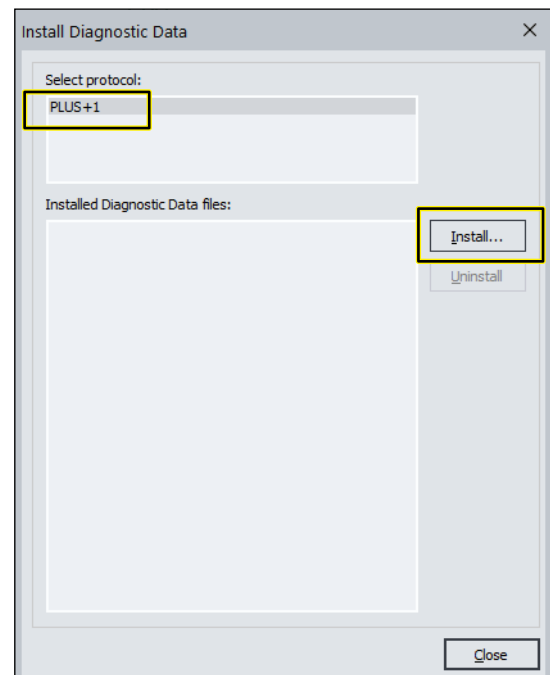 Install Diagnostic Data
Select protocol:
PLUS+1
Installed Diagnostic Data files:
Install...
Uninstall
Close